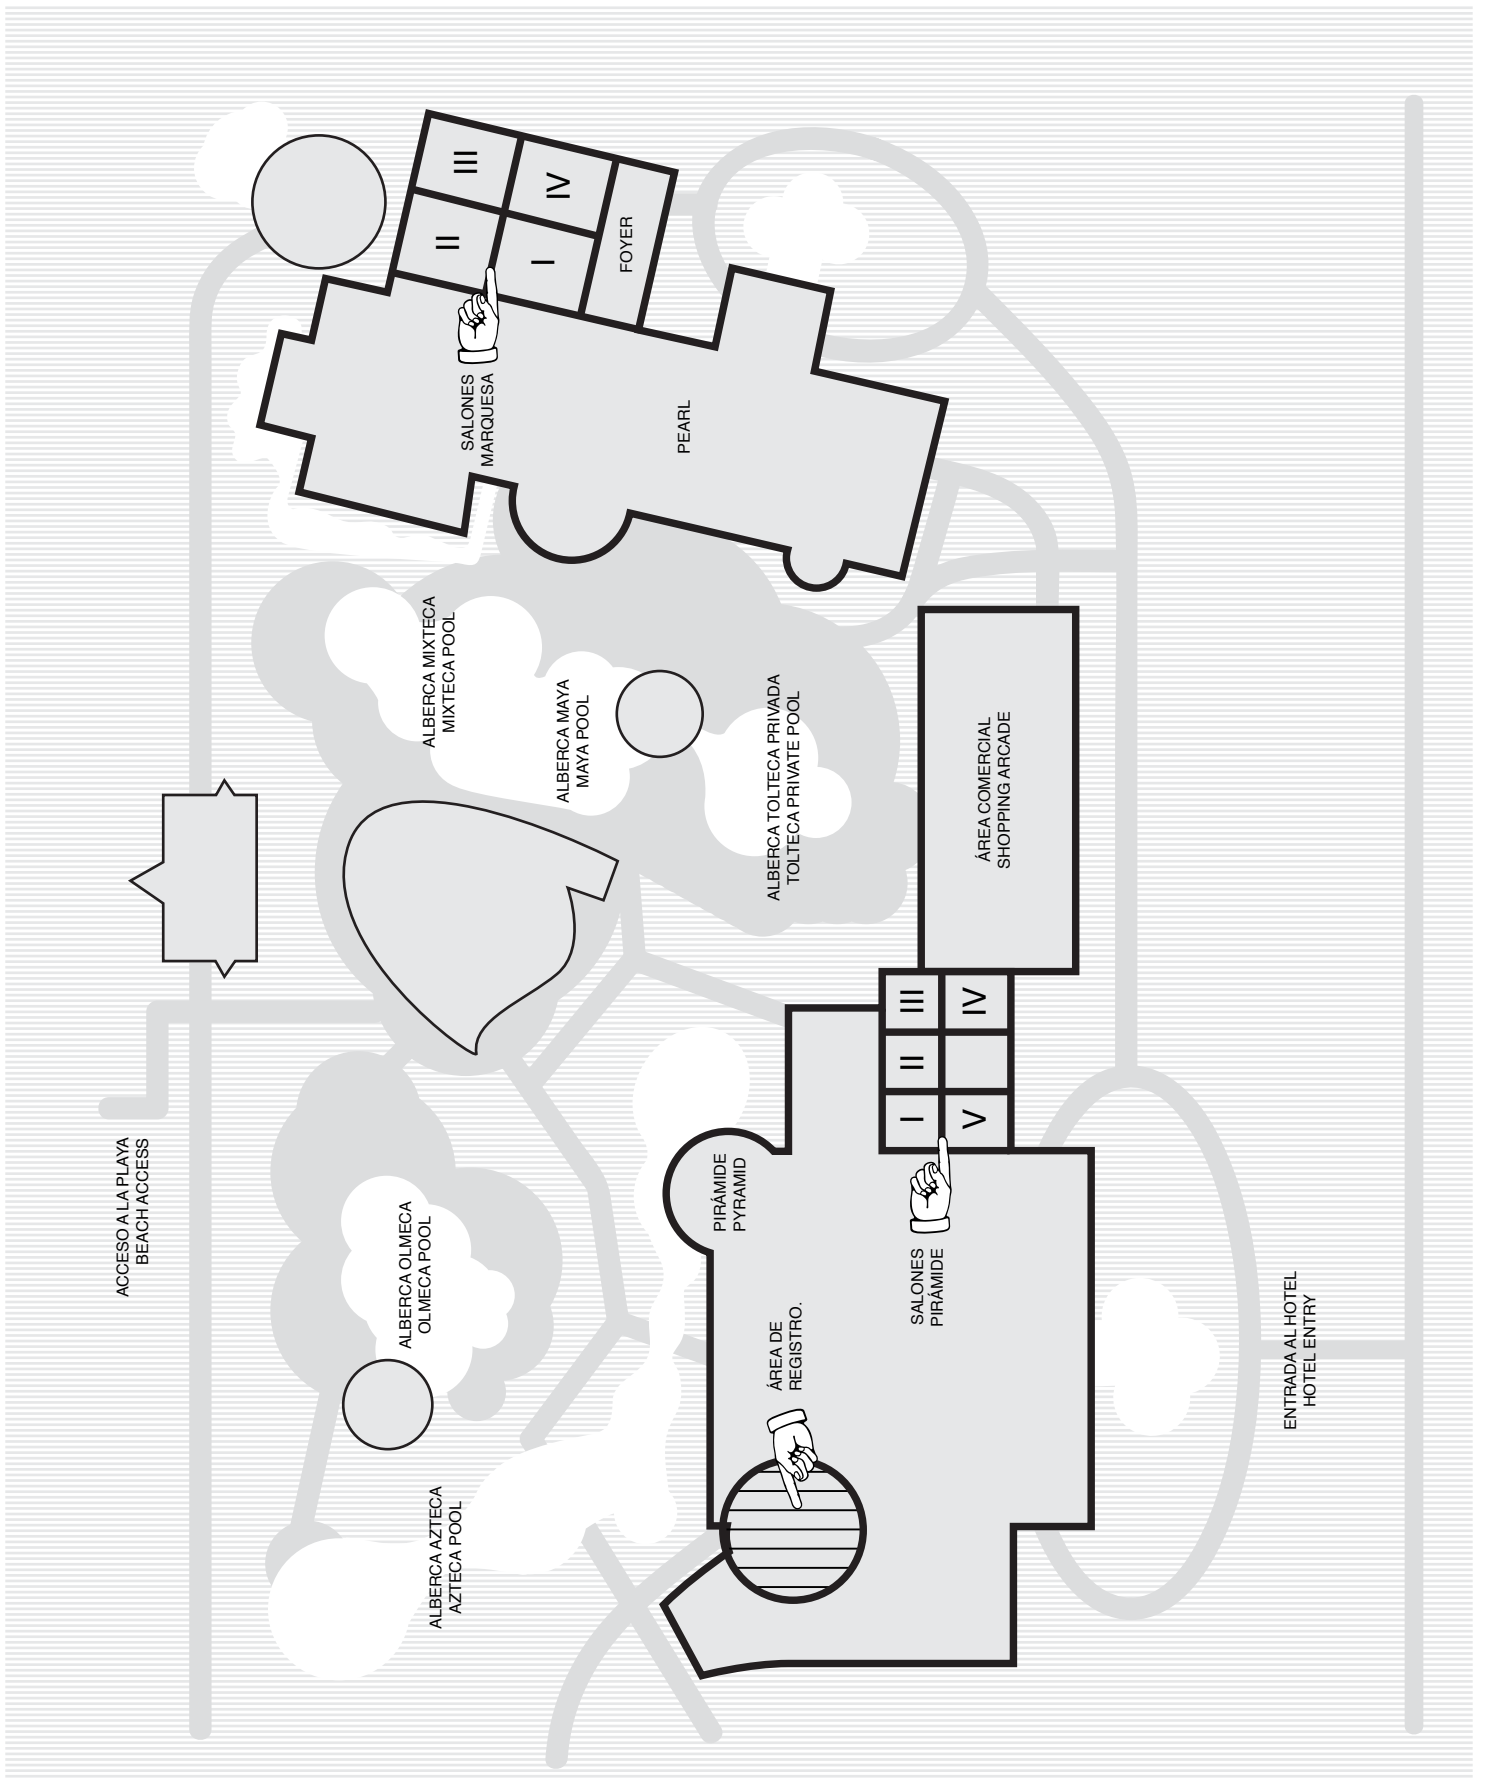 ACCESO A LA PLAYA
BEACH ACCESS
ALBERCA AZTECA
AZTECA POOL
ALBERCA OLMECA
OLMECA POOL
ALBERCA MIXTECA
MIXTECA POOL
ALBERCA MAYA
MAYA POOL
ALBERCA TOLTECA PRIVADA
TOLTECA PRIVATE POOL
SALONES
MARQUESA
II
III
I
IV
FOYER
PEARL
PIRÁMIDE
PYRAMID
ÁREA DE
REGISTRO.
SALONES
PIRÁMIDE
I
II
III
V
IV
ÁREA COMERCIAL
SHOPPING ARCADE
ENTRADA AL HOTEL
HOTEL ENTRY